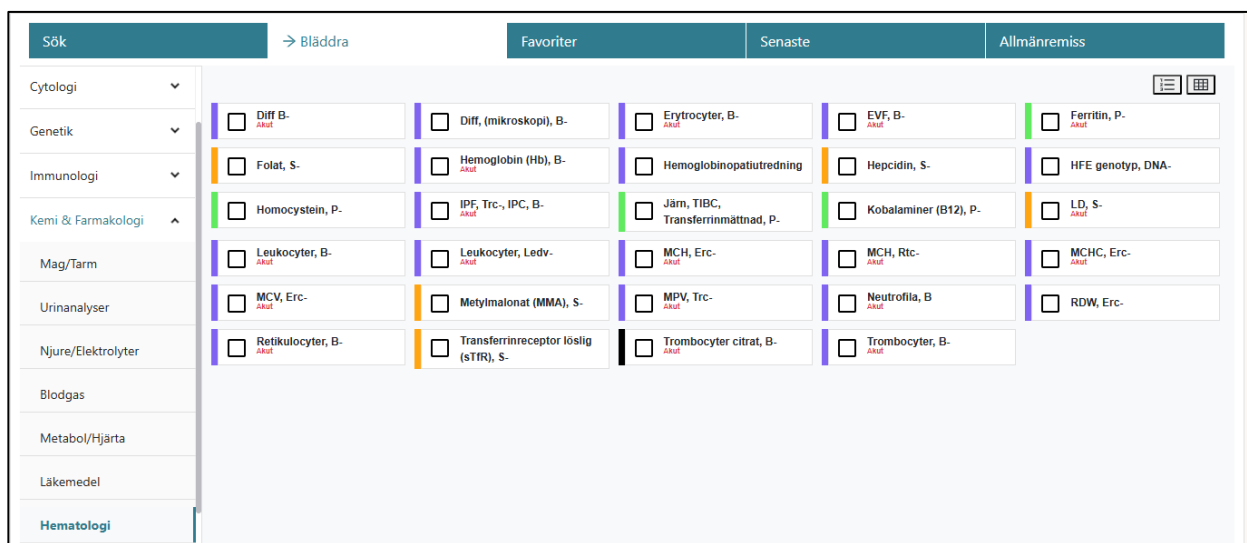 Sök
→ Bläddra
Favoriter
Senaste
Allmänremiss
Cytologi
Genetik
Immunologi
Kemi & Farmakologi
Mag/Tarm
Urinanalyser
Njure/Elektrolyter
Blodgas
Metabol/Hjärta
Läkemedel
Hematologi
Diff B-
Akut
Diff, (mikroskopi), B-
Erytrocyter, B-
Akut
EVF, B-
Akut
Ferritin, P-
Akut
Folat, S-
Hemoglobin (Hb), B-
Akut
Hemoglobinopatiutredning
Hepcidin, S-
HFE genotyp, DNA-
Homocystein, P-
IPF, Trc-, IPC, B-
Akut
Järn, TIBC,
Transferrinmättnad, P-
Kobalaminer (B12), P-
LD, S-
Akut
Leukocyter, B-
Akut
Leukocyter, Ledv-
Akut
MCH, Erc-
Akut
MCH, Rtc-
Akut
MCHC, Erc-
Akut
MCV, Erc-
Akut
Metylmalonat (MMA), S-
MPV, Trc-
Akut
Neutrofila, B
Akut
RDW, Erc-
Retikulocyter, B-
Akut
Transferrinreceptor löslig
(sTfR), S-
Trombocyter citrat, B-
Akut
Trombocyter, B-
Akut